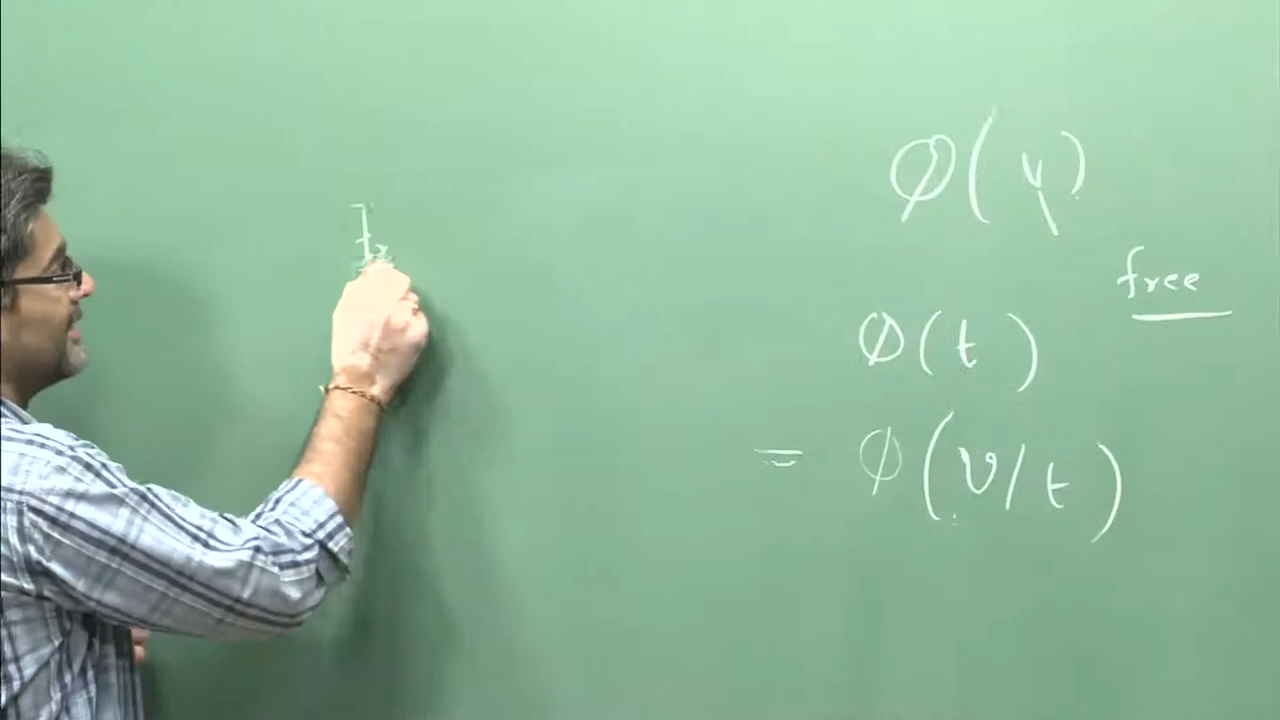 ∃x
φ(y)
free
φ(t)
= φ(v/t)